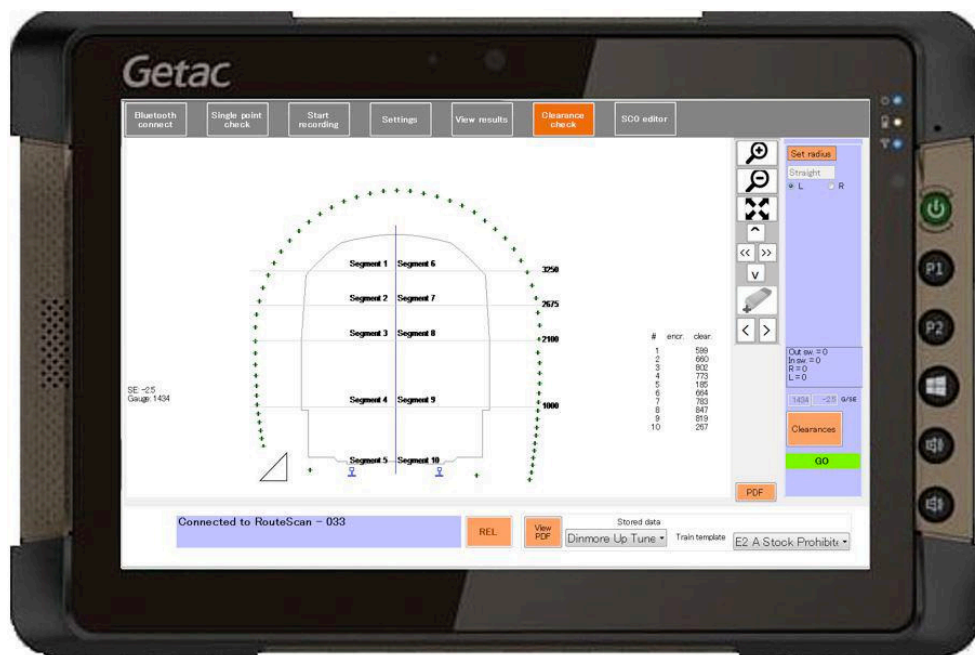 Getac
Bluetooth
connect
Single point
check
Start
recording
Settings
View results
Clearance
check
SC0 editor
Set radius
Straight
L R
Segment 1 Segment 6
3250
Segment 2 Segment 7
2675
Segment 3 Segment 8
2100
Segment 4 Segment 9
1000
Segment 5 Segment 10
SE -25
Gauge: 1434
# encr. clear.
1 599
2 660
3 802
4 773
5 185
6 664
7 783
8 847
9 819
10 267
^
<< >>
v
< >
Out sw. =0
In sw. =0
R =0
L =0
1434 -25 G/SE
Clearances
GO
PDF
Connected to RouteScan - 033
REL
View
PDF
Stored data
Dinmore Up Tune
Train template
E2 A Stock Prohibite
P1
P2